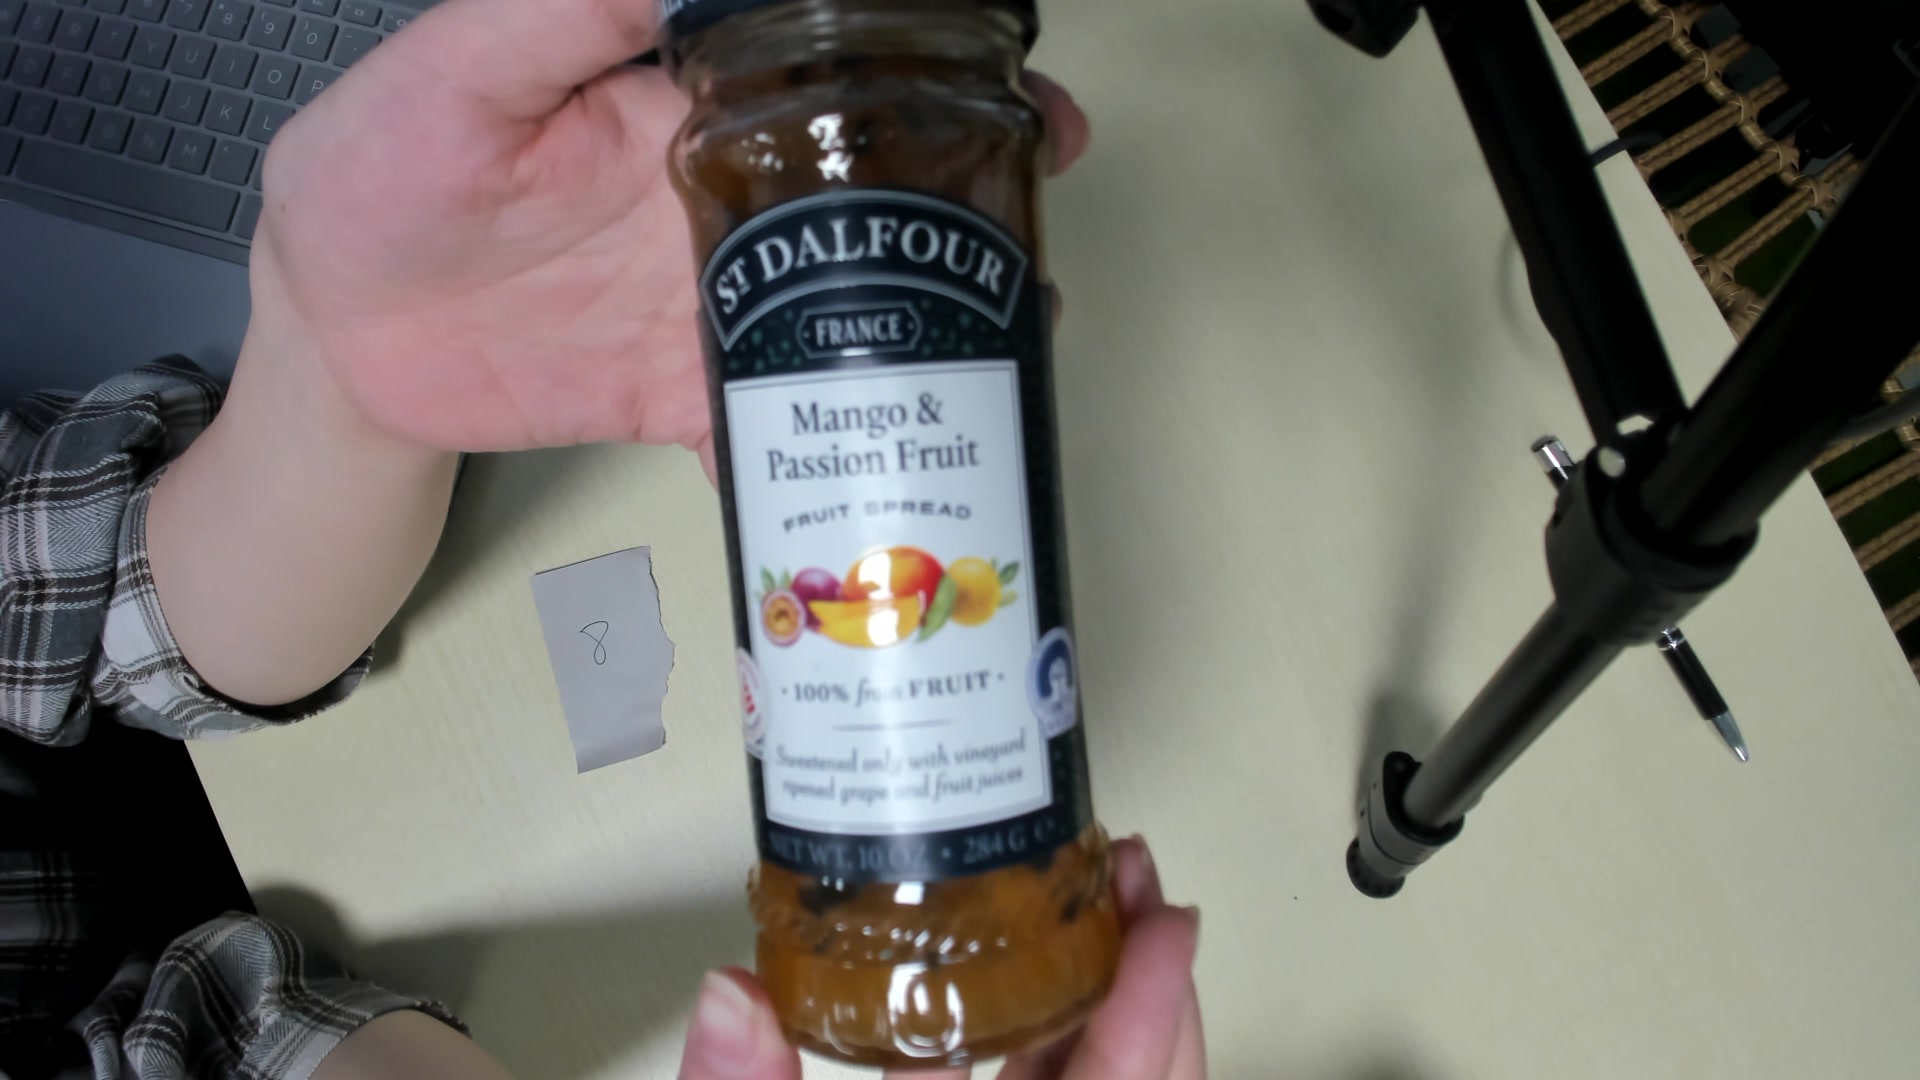 ST DALFOUR
FRANCE
Mango &
Passion Fruit
FRUIT SPREAD
· 100% from FRUIT ·
Sweetened only with vineyard
ripened grape and fruit juices
NET WT. 10 OZ • 284 G e
8